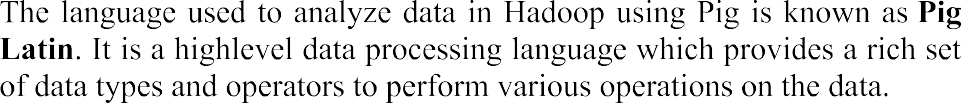 The language used to analyze data in Hadoop using Pig is known as Pig
Latin. It is a highlevel data processing language which provides a rich set
of data types and operators to perform various operations on the data.